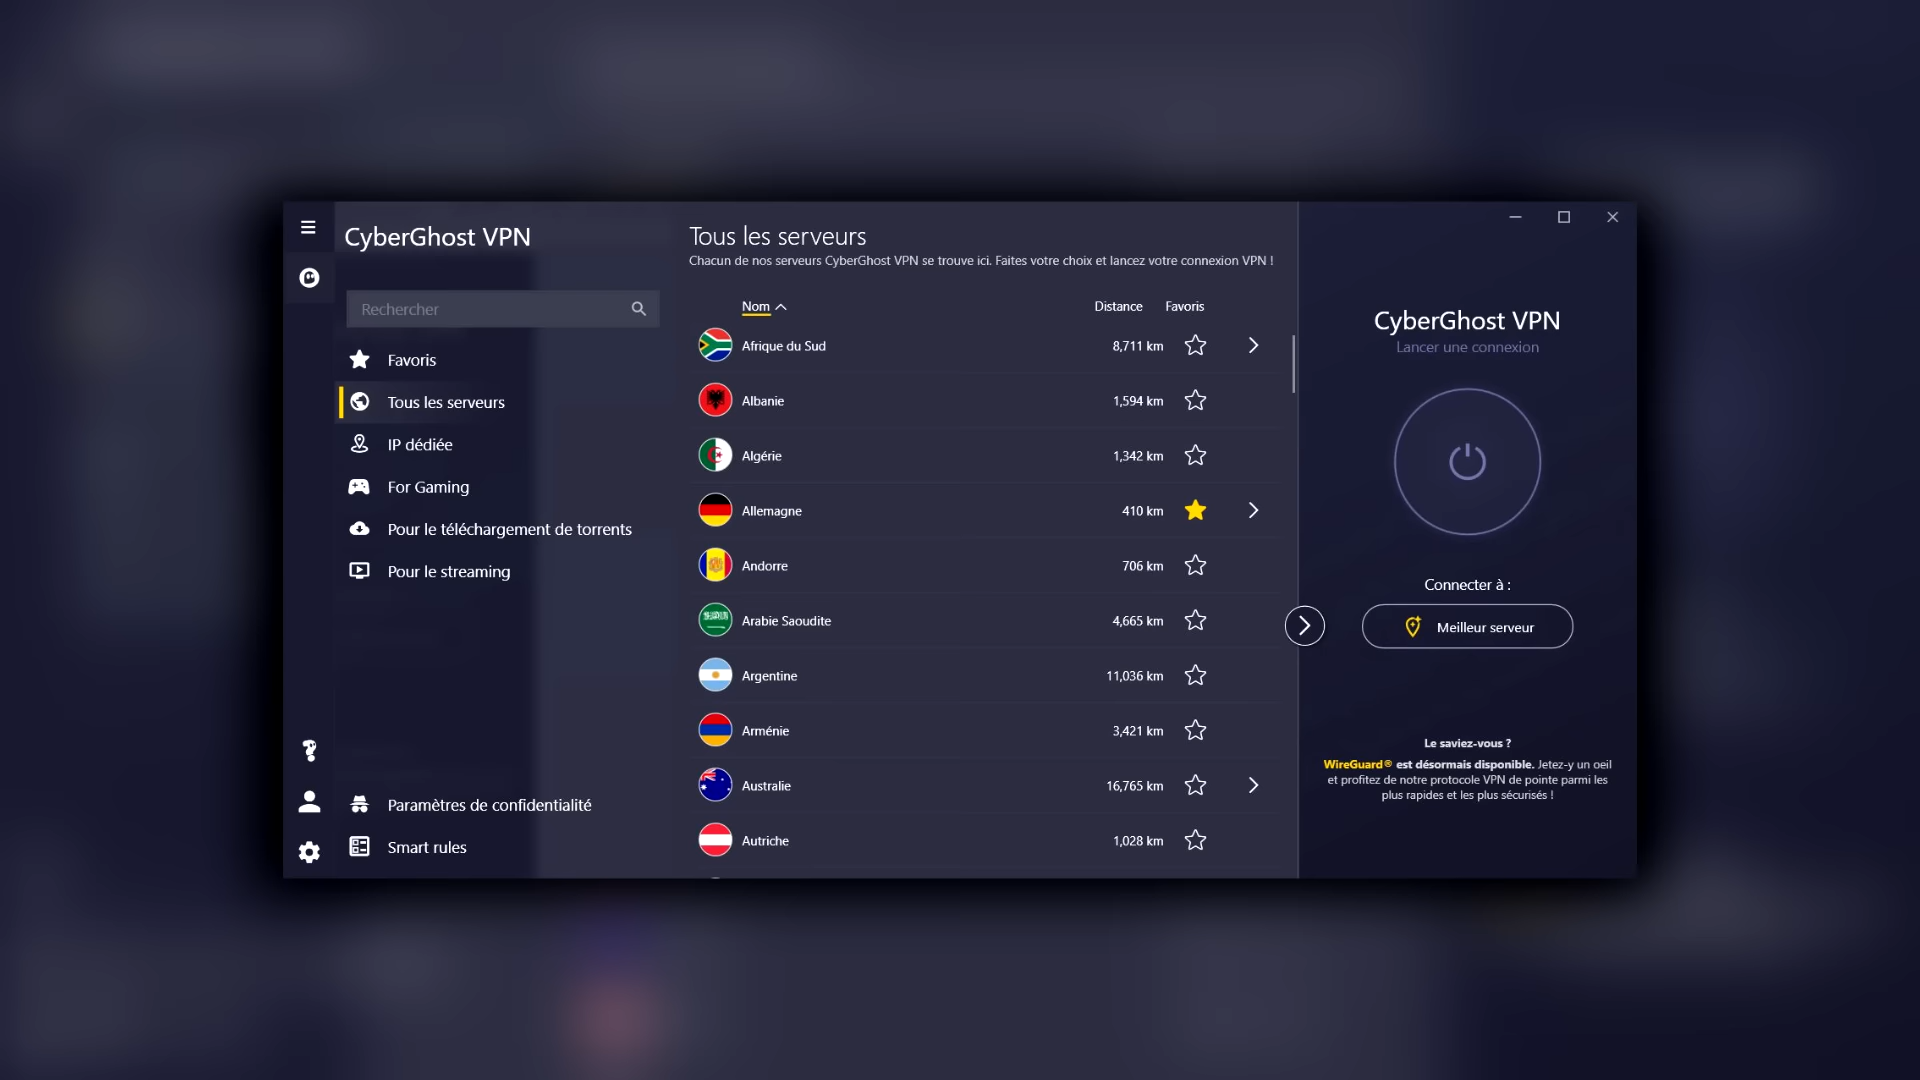 CyberGhost VPN
Rechercher
Favoris
Tous les serveurs
IP dédiée
For Gaming
Pour le téléchargement de torrents
Pour le streaming
Paramètres de confidentialité
Smart rules
Tous les serveurs
Chacun de nos serveurs CyberGhost VPN se trouve ici. Faites votre choix et lancez votre connexion VPN !
Nom Distance Favoris
Afrique du Sud 8,711 km
Albanie 1,594 km
Algérie 1,342 km
Allemagne 410 km
Andorre 706 km
Arabie Saoudite 4,665 km
Argentine 11,036 km
Arménie 3,421 km
Australie 16,765 km
Autriche 1,028 km
CyberGhost VPN
Lancer une connexion
Connecter à :
Meilleur serveur
Le saviez-vous ?
WireGuard® est désormais disponible. Jetez-y un oeil
et profitez de notre protocole VPN de pointe parmi les
plus rapides et les plus sécurisés !